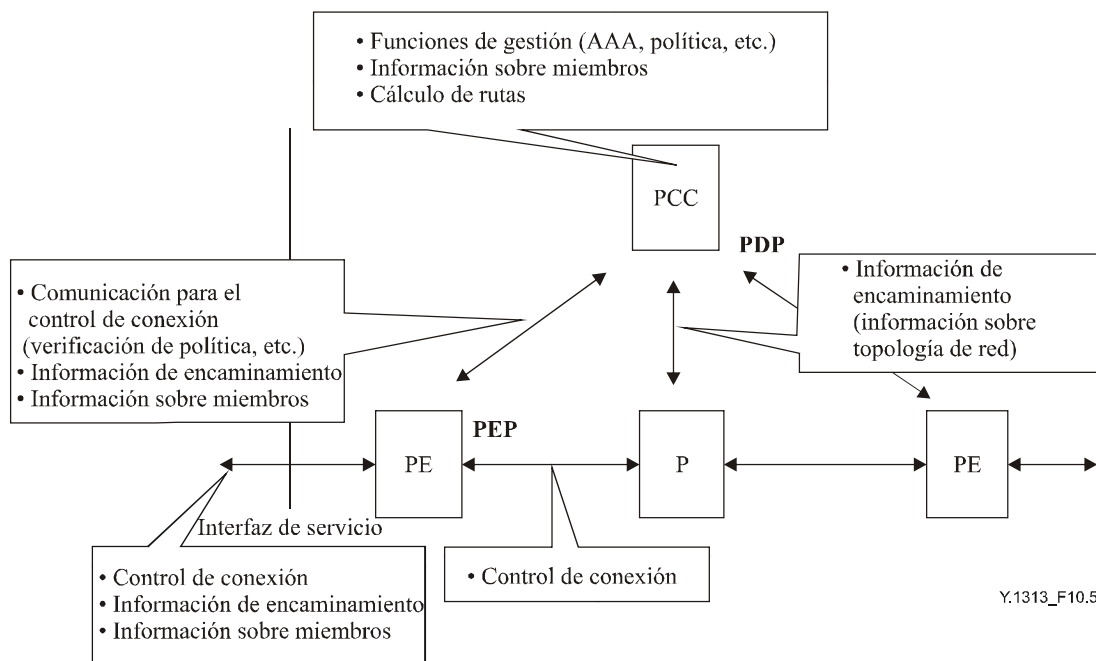 • Funciones de gestión (AAA, política, etc.)
• Información sobre miembros
• Cálculo de rutas
PCC
PDP
• Comunicación para el
control de conexión
(verificación de política, etc.)
• Información de encaminamiento
• Información sobre miembros
• Información de
encaminamiento
(información sobre
topología de red)
PEP
PE
P
PE
Interfaz de servicio
• Control de conexión
• Información de encaminamiento
• Información sobre miembros
• Control de conexión
Y.1313_F10.5